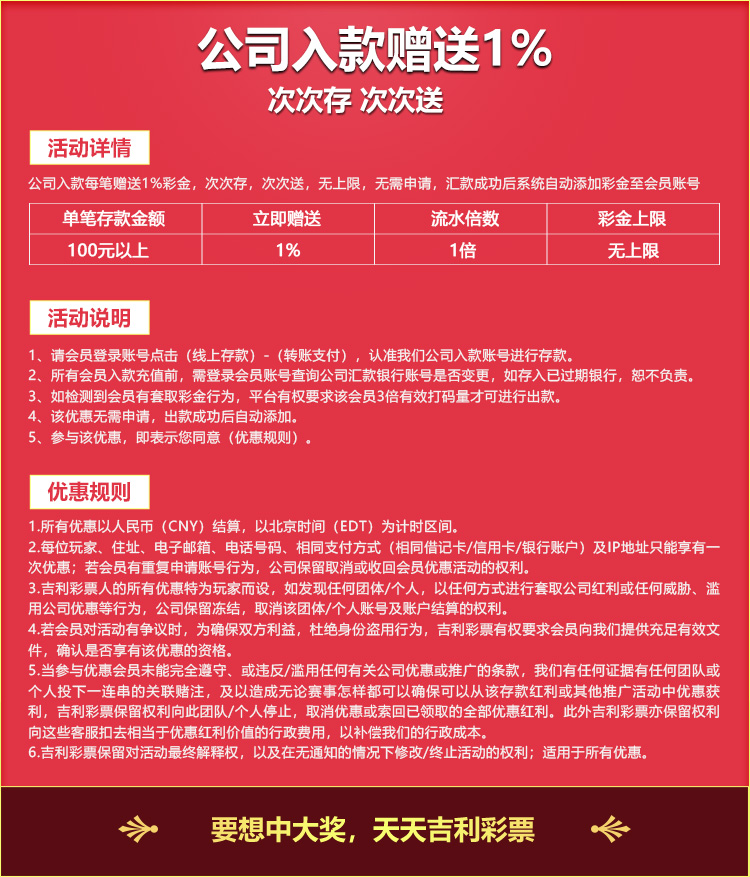 公司入款赠送1%
次次存 次次送
活动详情
公司入款每笔赠送1%彩金，次次存，次次送，无上限，无需申请，汇款成功后系统自动添加彩金至会员账号
单笔存款金额 立即赠送 流水倍数 彩金上限
100元以上 1% 1倍 无上限
活动说明
1、请会员登录账号点击（线上存款）-（转账支付），认准我们公司入款账号进行存款。
2、所有会员入款充值前，需登录会员账号查询公司汇款银行账号是否变更，如存入已过期银行，恕不负责。
3、如检测到会员有套取彩金行为，平台有权要求该会员3倍有效打码量才可进行出款。
4、该优惠无需申请，出款成功后自动添加。
5、参与该优惠，即表示您同意（优惠规则）。
优惠规则
1.所有优惠以人民币（CNY）结算，以北京时间（EDT）为计时区间。
2.每位玩家、住址、电子邮箱、电话号码、相同支付方式（相同借记卡/信用卡/银行账户）及IP地址只能享有一
次优惠；若会员有重复申请账号行为，公司保留取消或收回会员优惠活动的权利。
3.吉利彩票人的所有优惠特为玩家而设，如发现任何团体/个人，以任何方式进行套取公司红利或任何威胁、滥
用公司优惠等行为，公司保留冻结，取消该团体/个人账号及账户结算的权利。
4.若会员对活动有争议时，为确保双方利益，杜绝身份盗用行为，吉利彩票有权要求会员向我们提供充足有效文
件，确认是否享有该优惠的资格。
5.当参与优惠会员未能完全遵守、或违反/滥用任何有关公司优惠或推广的条款，我们有任何证据有任何团队或
个人投下一连串的关联赌注，及以造成无论赛事怎样都可以确保可以从该存款红利或其他推广活动中优惠获
利，吉利彩票保留权利向此团队/个人停止，取消优惠或索回已领取的全部优惠红利。此外吉利彩票亦保留权利
向这些客服扣去相当于优惠红利价值的行政费用，以补偿我们的行政成本。
6.吉利彩票保留对活动最终解释权，以及在无通知的情况下修改/终止活动的权利；适用于所有优惠。
要想中大奖，天天吉利彩票